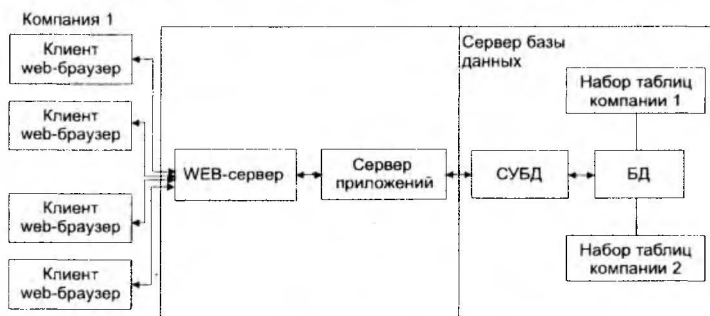 Компания 1
Клиент
web-браузер
Клиент
web-браузер
Клиент
web-браузер
Клиент
web-браузер
WEB-сервер
Сервер
приложений
Сервер базы
данных
СУБД
БД
Набор таблиц
компании 1
Набор таблиц
компании 2